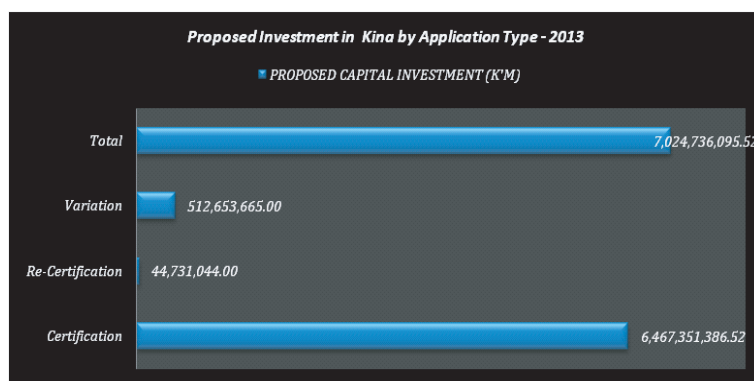 Proposed Investment in Kina by Application Type - 2013
PROPOSED CAPITAL INVESTMENT (K'M)
Total 7,024,736,095.52
Variation 512,653,665.00
Re-Certification 44,731,044.00
Certification 6,467,351,386.52